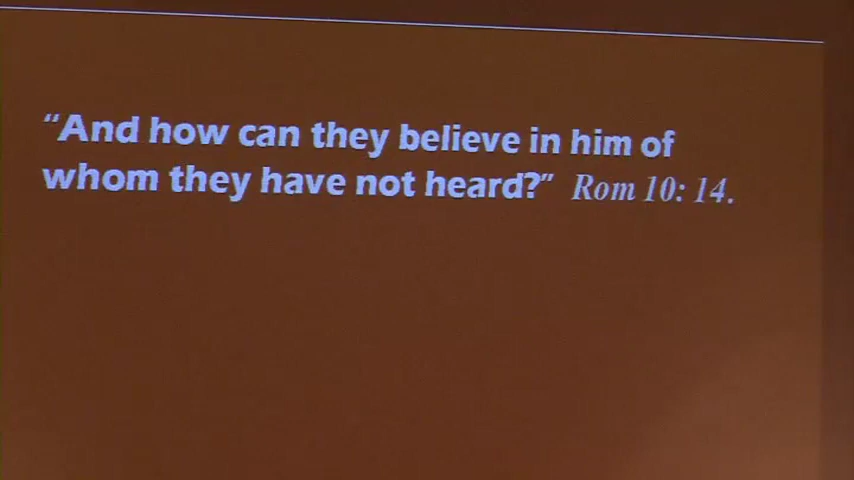 “And how can they believe in him of
whom they have not heard?” Rom 10: 14.